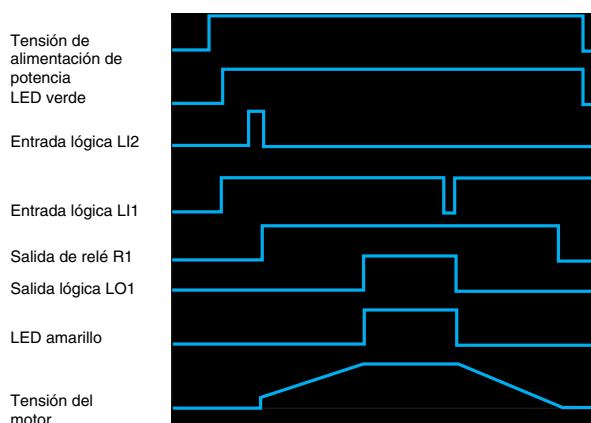 Tensión de
alimentación de
potencia
LED verde
Entrada lógica LI2
Entrada lógica LI1
Salida de relé R1
Salida lógica LO1
LED amarillo
Tensión del
motor